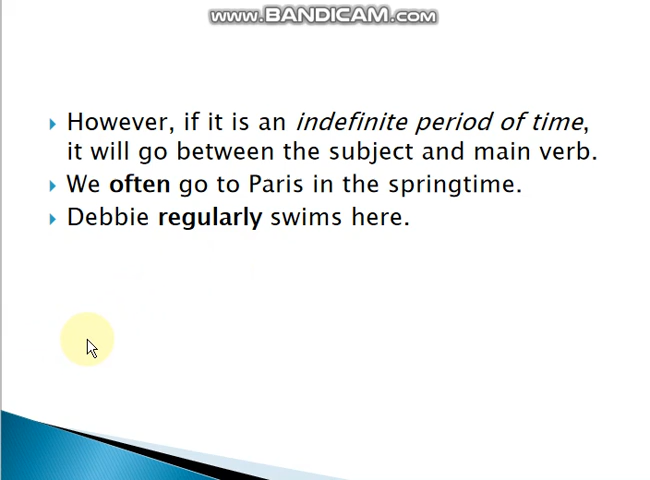 www.BANDICAM.com
However, if it is an indefinite period of time,
it will go between the subject and main verb.
We often go to Paris in the springtime.
Debbie regularly swims here.